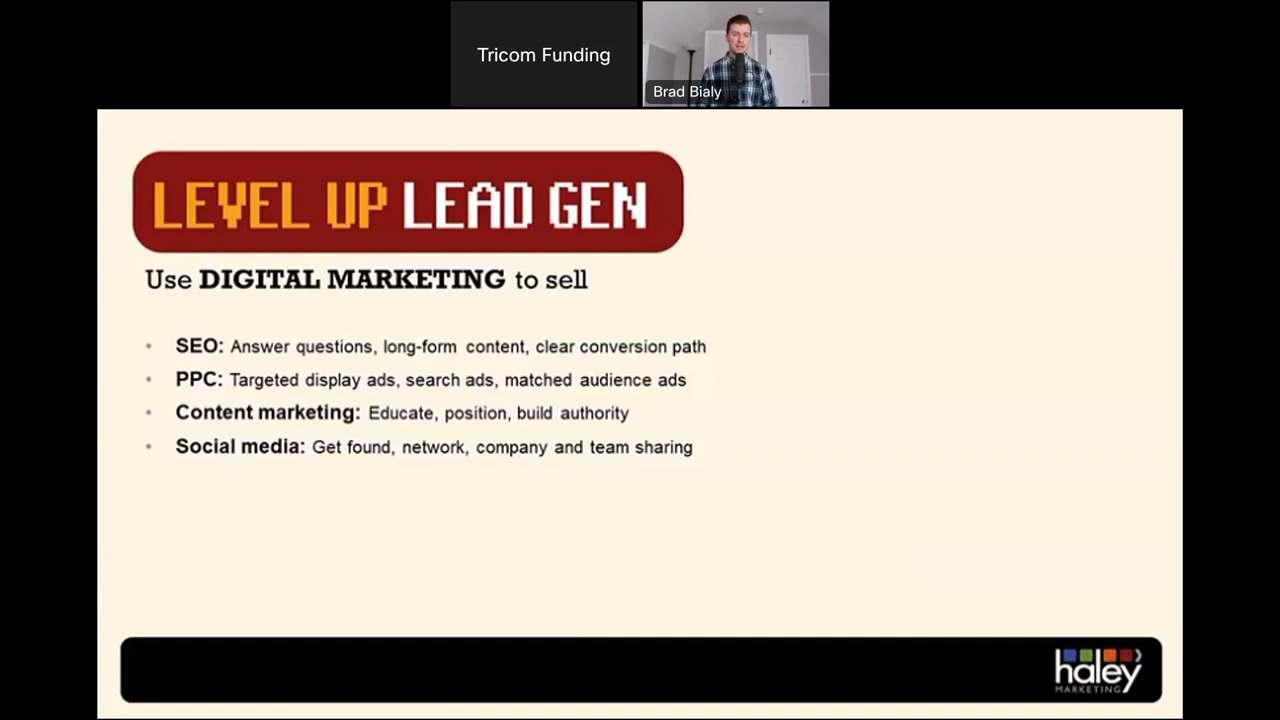 Tricom Funding
Brad Bialy
LEVEL UP LEAD GEN
Use DIGITAL MARKETING to sell
• SEO: Answer questions, long-form content, clear conversion path
• PPC: Targeted display ads, search ads, matched audience ads
• Content marketing: Educate, position, build authority
• Social media: Get found, network, company and team sharing
haley
MARKETING